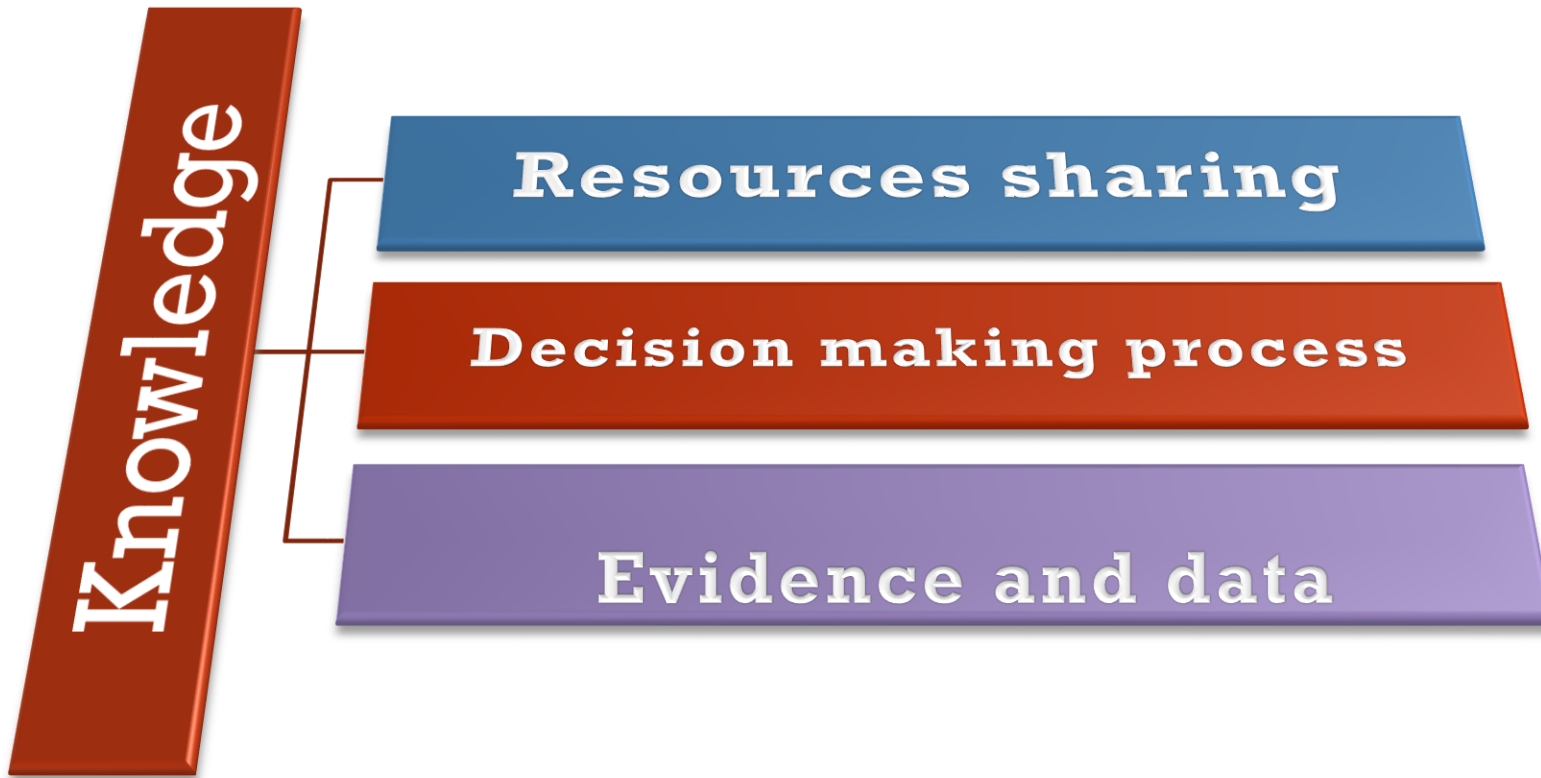 Knowledge
Resources sharing
Decision making process
Evidence and data